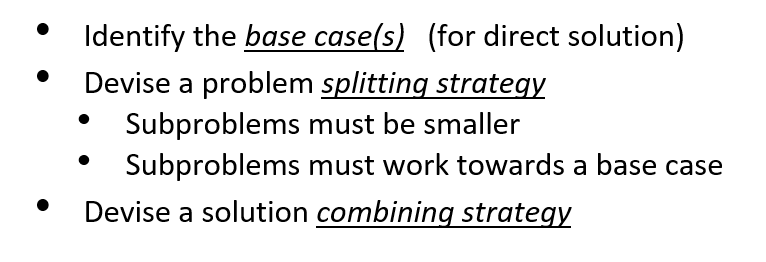 • Identify the base case(s) (for direct solution)
• Devise a problem splitting strategy
• Subproblems must be smaller
• Subproblems must work towards a base case
• Devise a solution combining strategy